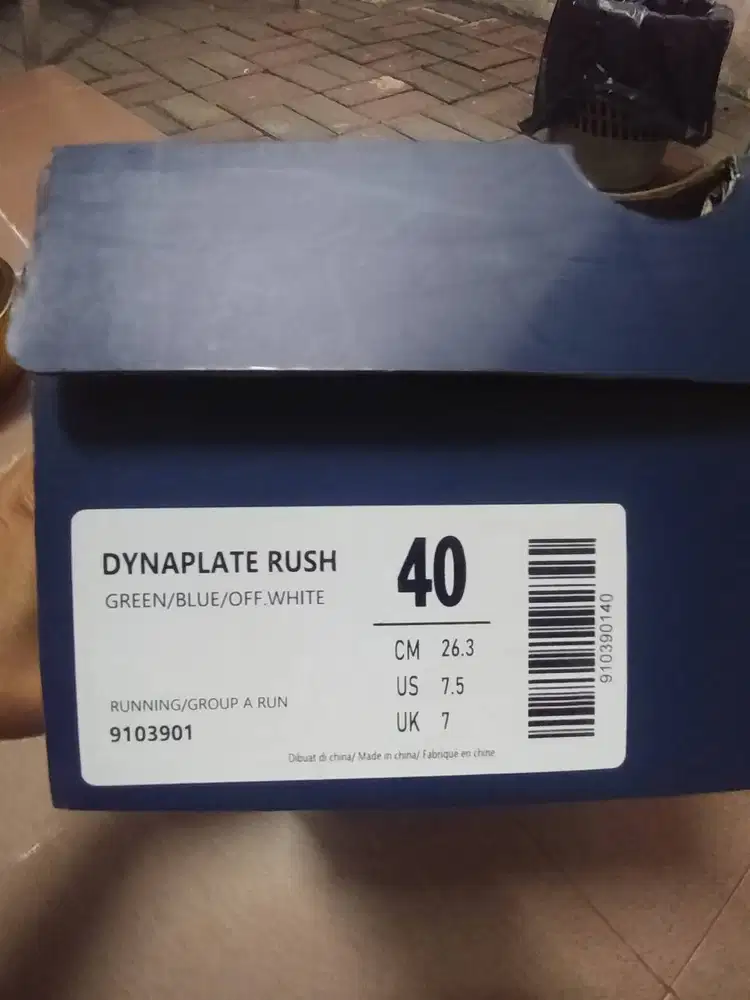 DYNAPLATE RUSH
GREEN/BLUE/OFF.WHITE
RUNNING/GROUP A RUN
9103901
40
CM 26.3
US 7.5
UK 7
Dibuat di china/ Made in china/ Fabriqué en chine
910390140